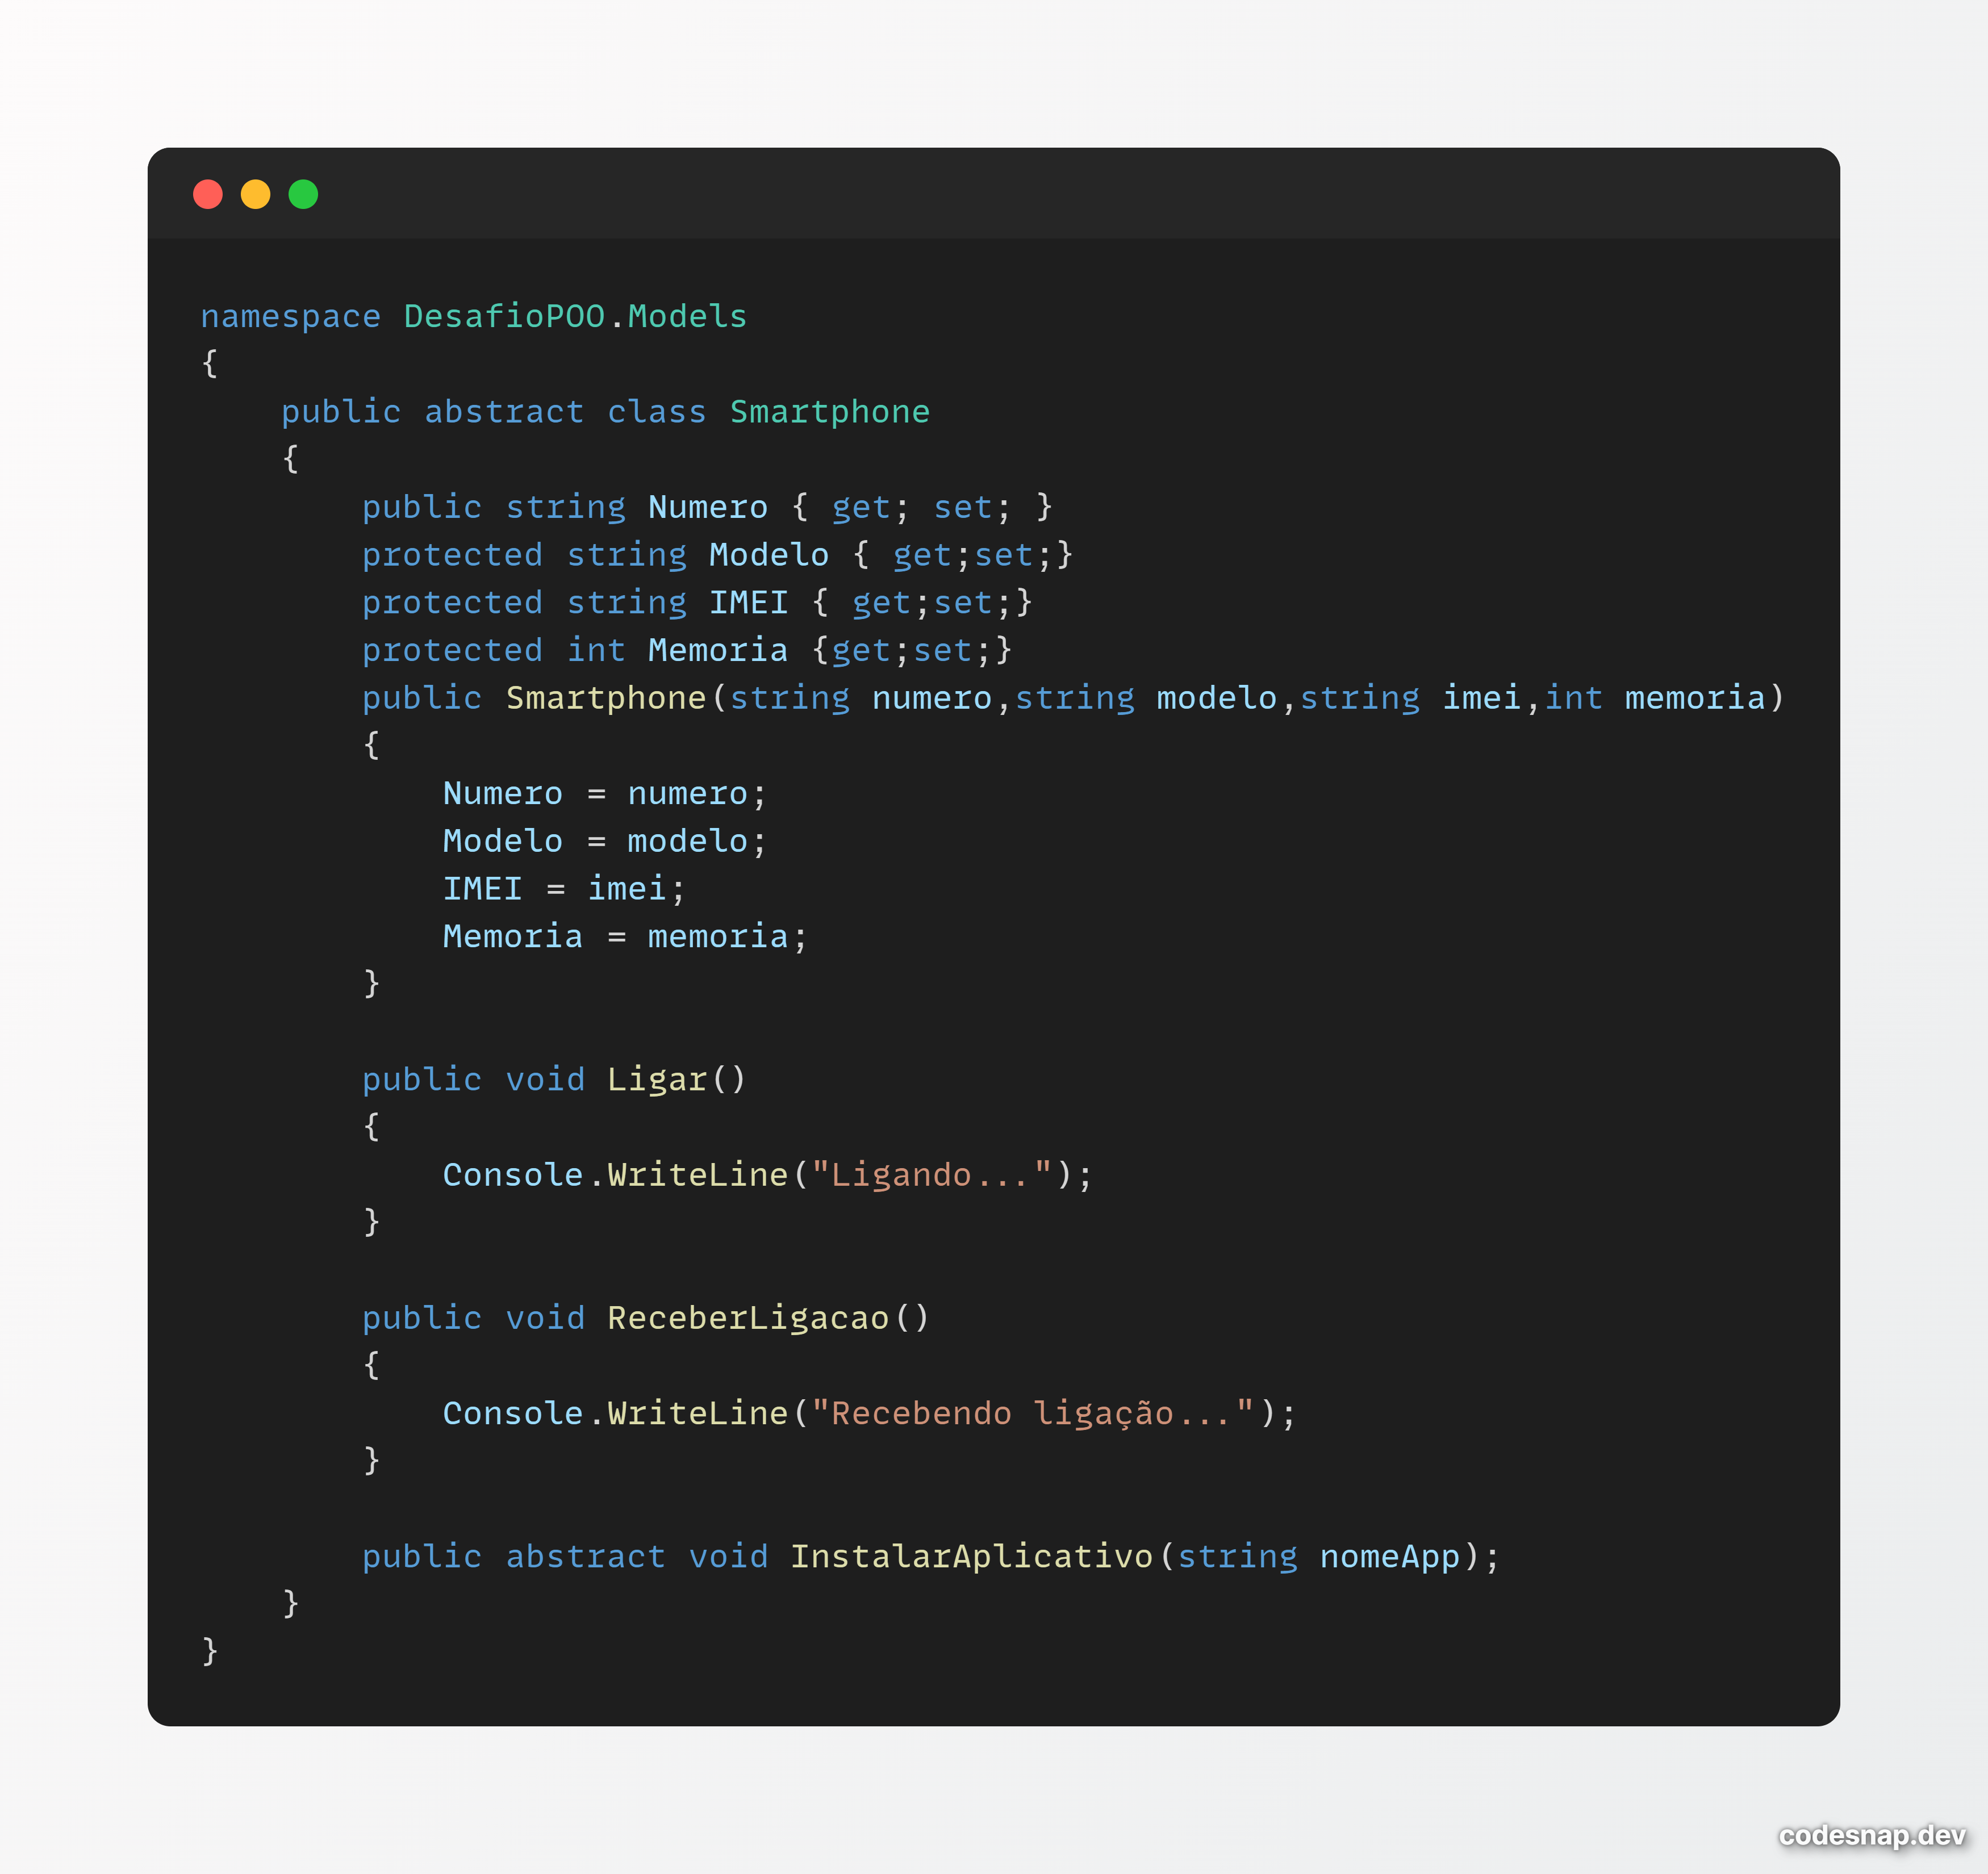 namespace DesafioPOO.Models
{
    public abstract class Smartphone
    {
        public string Numero { get; set; }
        protected string Modelo { get;set;}
        protected string IMEI { get;set;}
        protected int Memoria {get;set;}
        public Smartphone(string numero,string modelo,string imei,int memoria)
        {
            Numero = numero;
            Modelo = modelo;
            IMEI = imei;
            Memoria = memoria;
        }

        public void Ligar()
        {
            Console.WriteLine("Ligando...");
        }

        public void ReceberLigacao()
        {
            Console.WriteLine("Recebendo ligação...");
        }

        public abstract void InstalarAplicativo(string nomeApp);
    }
}
codesnap.dev